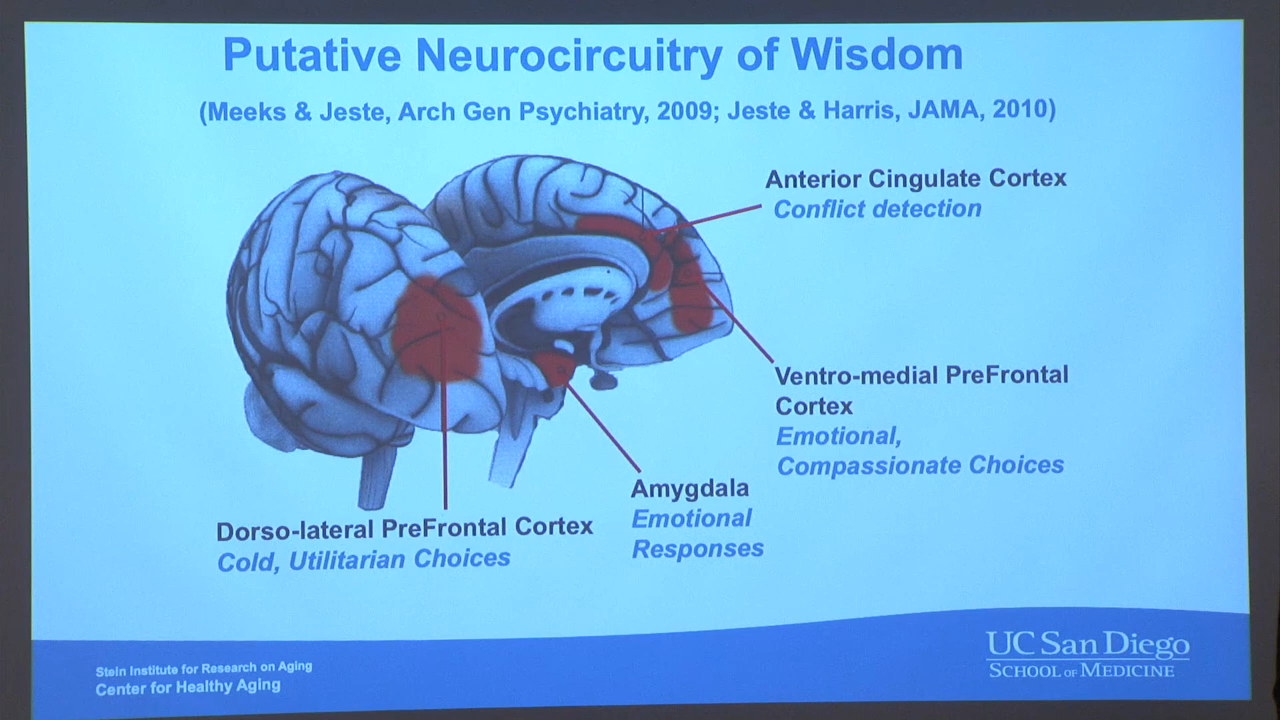 Putative Neurocircuitry of Wisdom
(Meeks & Jeste, Arch Gen Psychiatry, 2009; Jeste & Harris, JAMA, 2010)
Anterior Cingulate Cortex
Conflict detection
Ventro-medial PreFrontal
Cortex
Emotional,
Compassionate Choices
Amygdala
Emotional
Responses
Dorso-lateral PreFrontal Cortex
Cold, Utilitarian Choices
Stein Institute for Research on Aging
Center for Healthy Aging
UC San Diego
SCHOOL OF MEDICINE